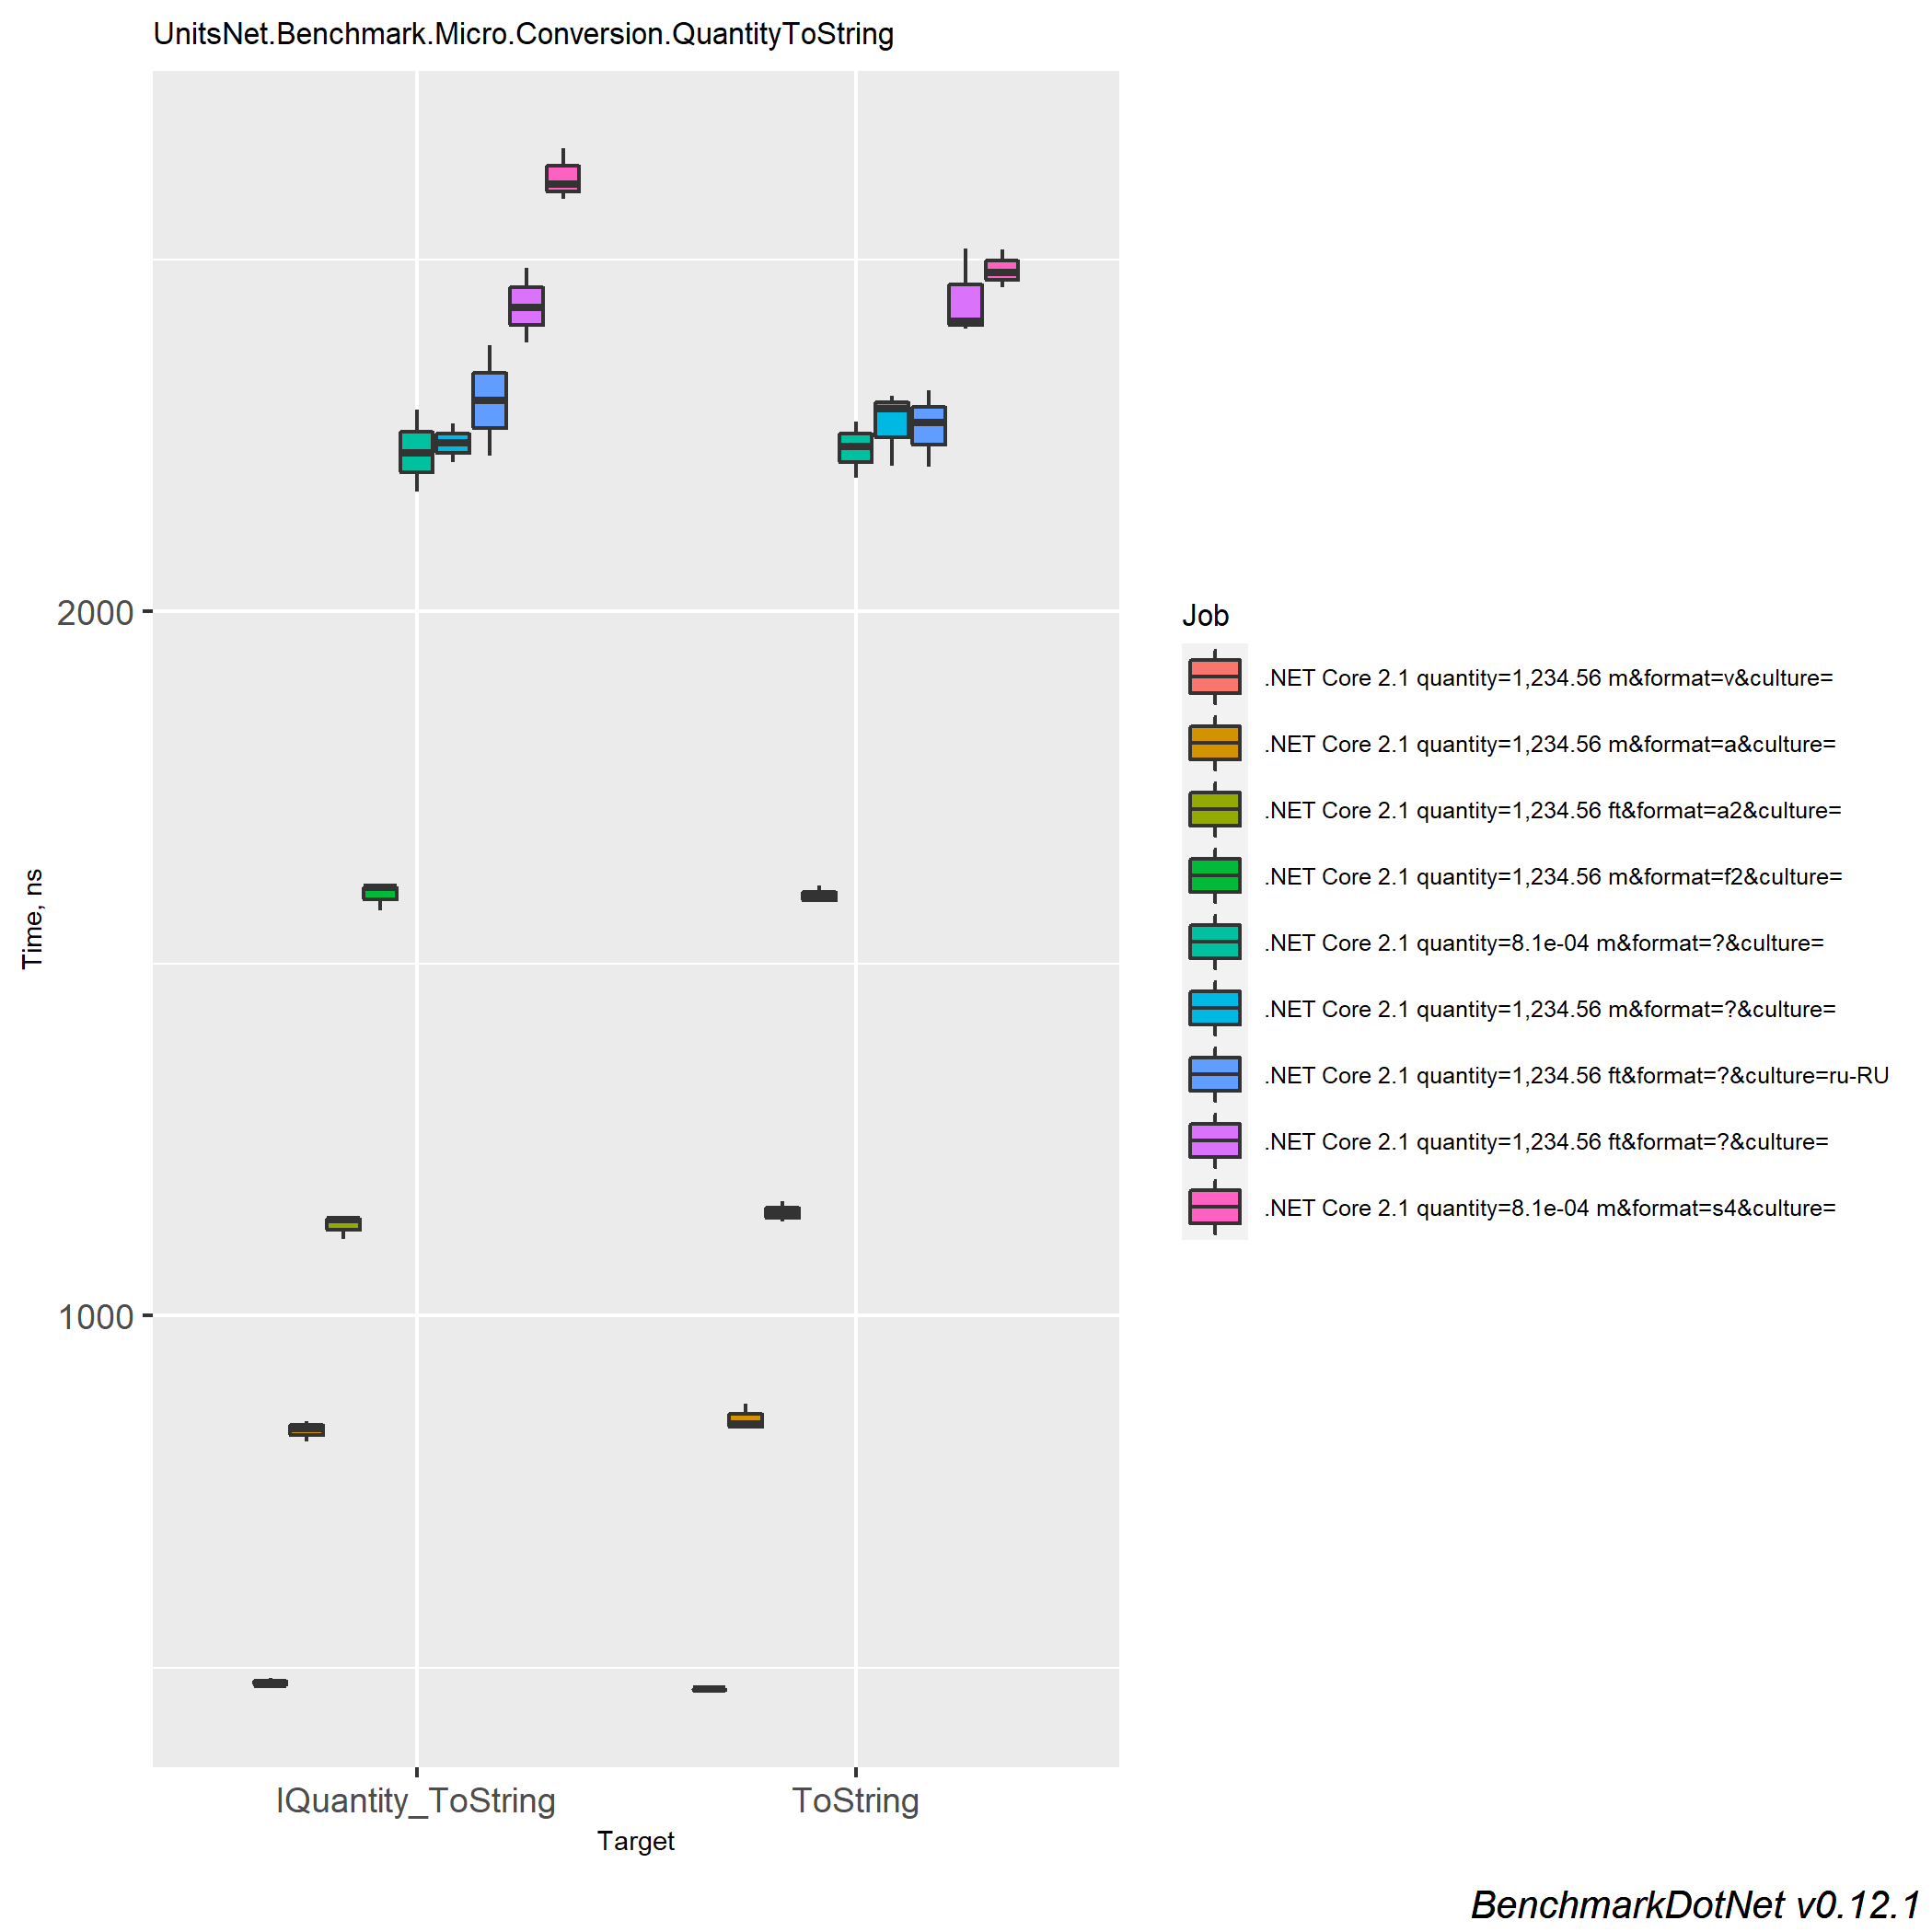 UnitsNet.Benchmark.Micro.Conversion.QuantityToString
2000
1000
Time, ns
IQuantity_ToString
ToString
Target
Job
.NET Core 2.1 quantity=1,234.56 m&format=v&culture=
.NET Core 2.1 quantity=1,234.56 m&format=a&culture=
.NET Core 2.1 quantity=1,234.56 ft&format=a2&culture=
.NET Core 2.1 quantity=1,234.56 m&format=f2&culture=
.NET Core 2.1 quantity=8.1e-04 m&format=?&culture=
.NET Core 2.1 quantity=1,234.56 m&format=?&culture=
.NET Core 2.1 quantity=1,234.56 ft&format=?&culture=ru-RU
.NET Core 2.1 quantity=1,234.56 ft&format=?&culture=
.NET Core 2.1 quantity=8.1e-04 m&format=s4&culture=
BenchmarkDotNet v0.12.1